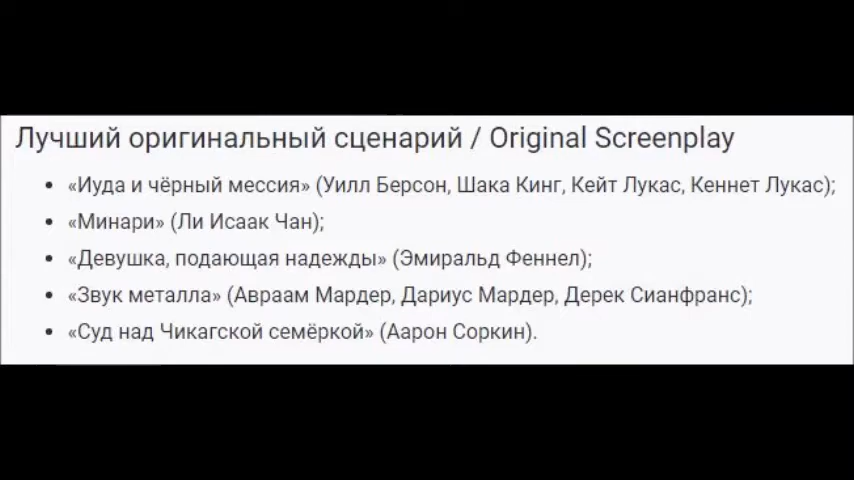 Лучший оригинальный сценарий / Original Screenplay
• «Иуда и чёрный мессия» (Уилл Берсон, Шака Кинг, Кейт Лукас, Кеннет Лукас);
• «Минари» (Ли Исаак Чан);
• «Девушка, подающая надежды» (Эмиральд Феннел);
• «Звук металла» (Авраам Мардер, Дариус Мардер, Дерек Сианфранс);
• «Суд над Чикагской семёркой» (Аарон Соркин).